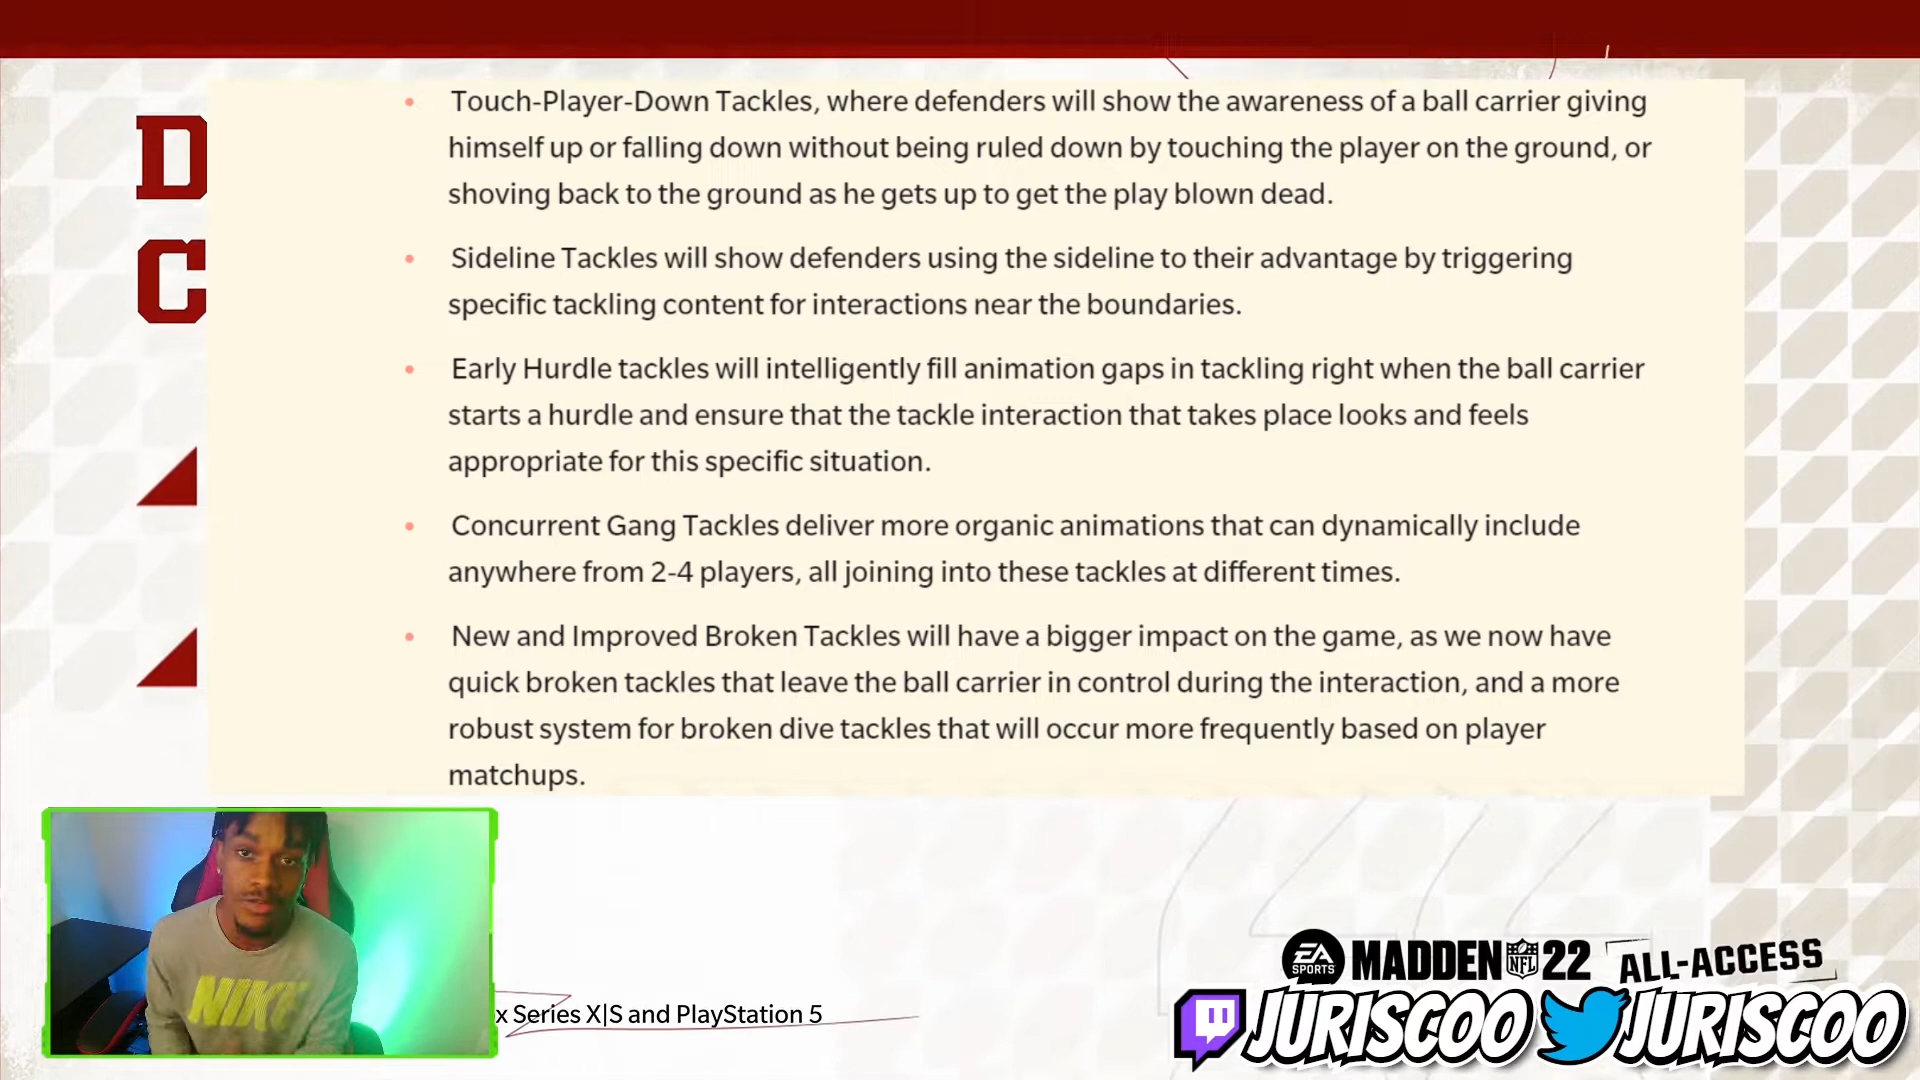 D
C
• Touch-Player-Down Tackles, where defenders will show the awareness of a ball carrier giving
himself up or falling down without being ruled down by touching the player on the ground, or
shoving back to the ground as he gets up to get the play blown dead.
• Sideline Tackles will show defenders using the sideline to their advantage by triggering
specific tackling content for interactions near the boundaries.
• Early Hurdle tackles will intelligently fill animation gaps in tackling right when the ball carrier
starts a hurdle and ensure that the tackle interaction that takes place looks and feels
appropriate for this specific situation.
• Concurrent Gang Tackles deliver more organic animations that can dynamically include
anywhere from 2-4 players, all joining into these tackles at different times.
• New and Improved Broken Tackles will have a bigger impact on the game, as we now have
quick broken tackles that leave the ball carrier in control during the interaction, and a more
robust system for broken dive tackles that will occur more frequently based on player
matchups.
NIKE
x Series X|S and PlayStation 5
EA SPORTS MADDEN NFL 22 ALL-ACCESS
JURISCOO JURISCOO